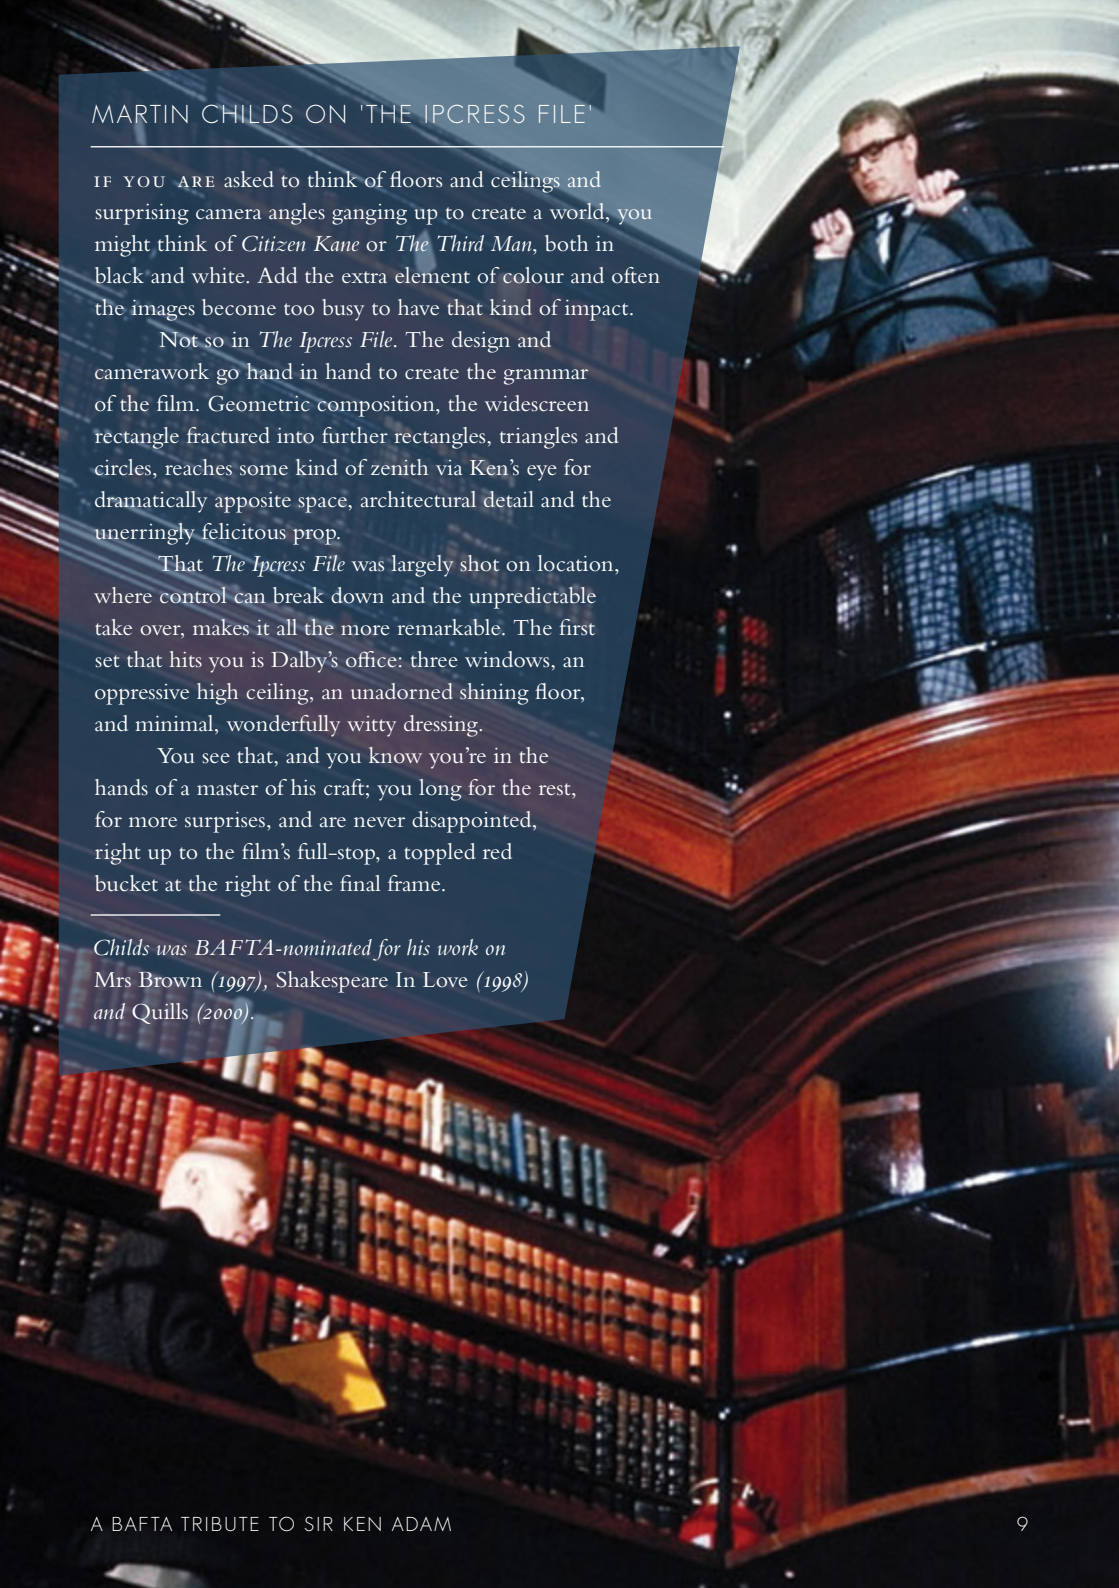 MARTIN CHILDS ON 'THE IPCRESS FILE'
IF YOU ARE asked to think of floors and ceilings and
surprising camera angles ganging up to create a world, you
might think of Citizen Kane or The Third Man, both in
black and white. Add the extra element of colour and often
the images become too busy to have that kind of impact.
Not so in The Ipcress File. The design and
camerawork go hand in hand to create the grammar
of the film. Geometric composition, the widescreen
rectangle fractured into further rectangles, triangles and
circles, reaches some kind of zenith via Ken’s eye for
dramatically apposite space, architectural detail and the
unerringly felicitous prop.
That The Ipcress File was largely shot on location,
where control can break down and the unpredictable
take over, makes it all the more remarkable. The first
set that hits you is Dalby’s office: three windows, an
oppressive high ceiling, an unadorned shining floor,
and minimal, wonderfully witty dressing.
You see that, and you know you’re in the
hands of a master of his craft; you long for the rest,
for more surprises, and are never disappointed,
right up to the film’s full-stop, a toppled red
bucket at the right of the final frame.
Childs was BAFTA-nominated for his work on
Mrs Brown (1997), Shakespeare In Love (1998)
and Quills (2000).
A BAFTA TRIBUTE TO SIR KEN ADAM
9